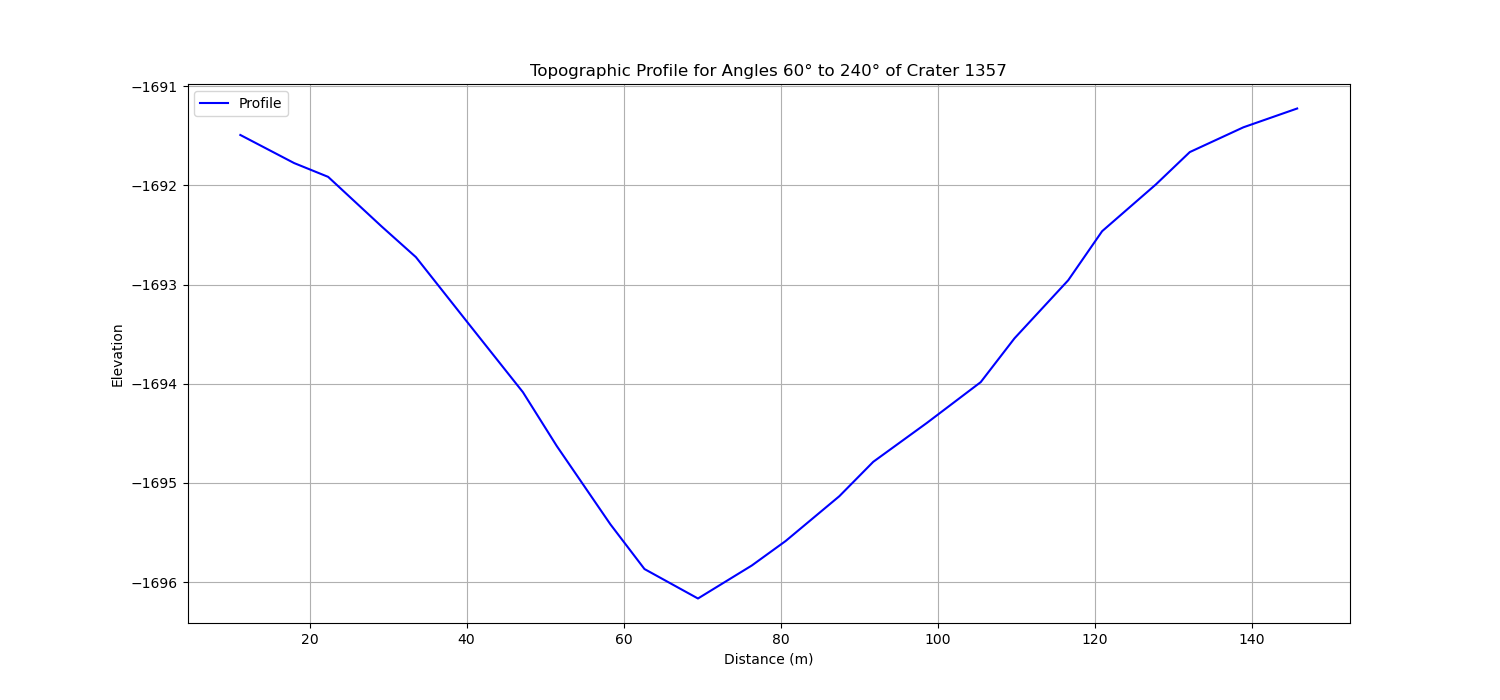 Topographic Profile for Angles 60° to 240° of Crater 1357
−1691
Profile
−1692
−1693
Elevation
−1694
−1695
−1696
20 40 60 80 100 120 140
Distance (m)